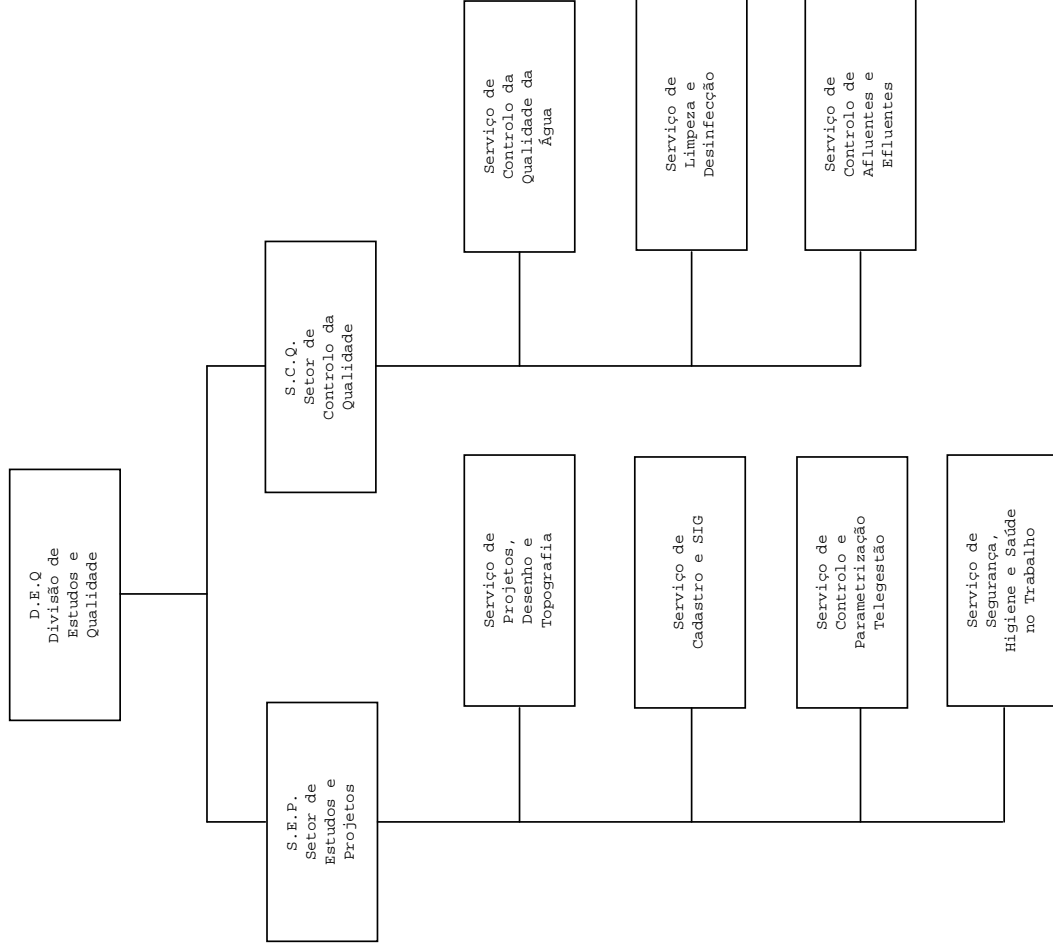 D.E.Q
Divisão de
Estudos e
Qualidade
S.E.P.
Setor de
Estudos e
Projetos
Serviço de
Projetos,
Desenho e
Topografia
Serviço de
Cadastro e SIG
Serviço de
Controlo e
Parametrização
Telegestão
Serviço de
Segurança,
Higiene e Saúde
no Trabalho
S.C.Q.
Setor de
Controlo da
Qualidade
Serviço de
Controlo da
Qualidade da
Água
Serviço de
Limpeza e
Desinfecção
Serviço de
Controlo de
Afluentes e
Efluentes